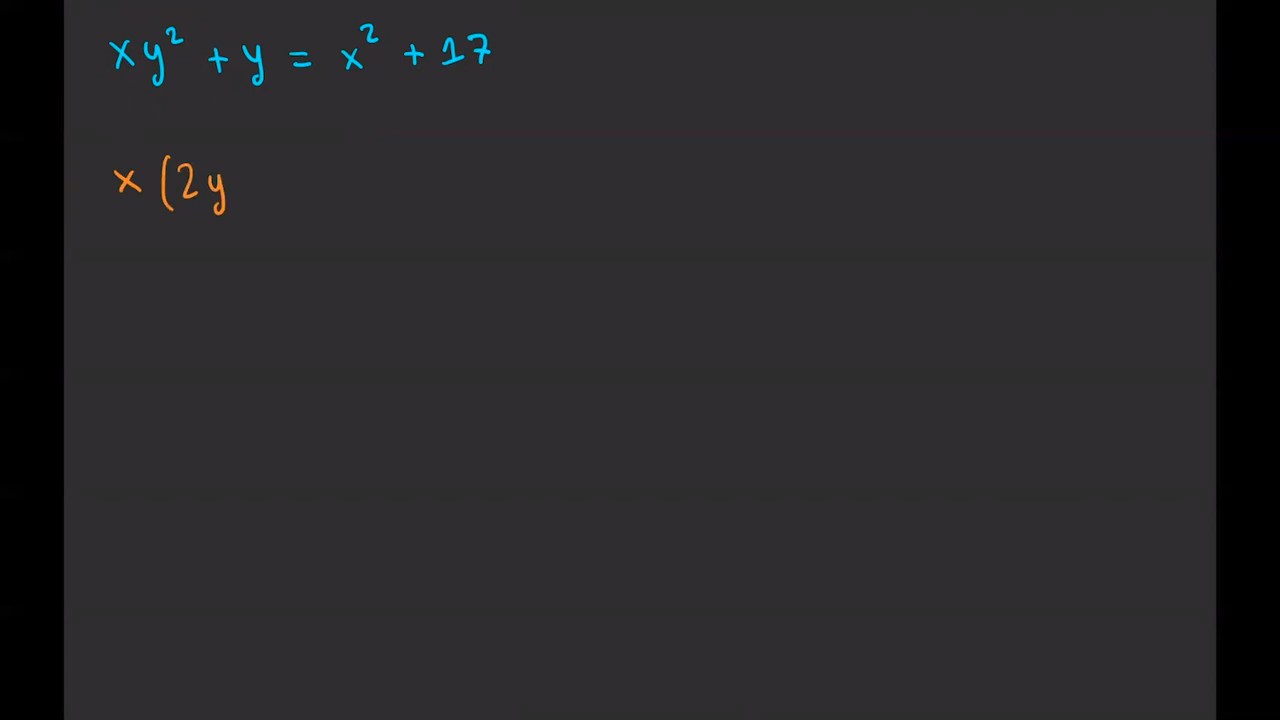 xy² + y = x² + 17
x (2y